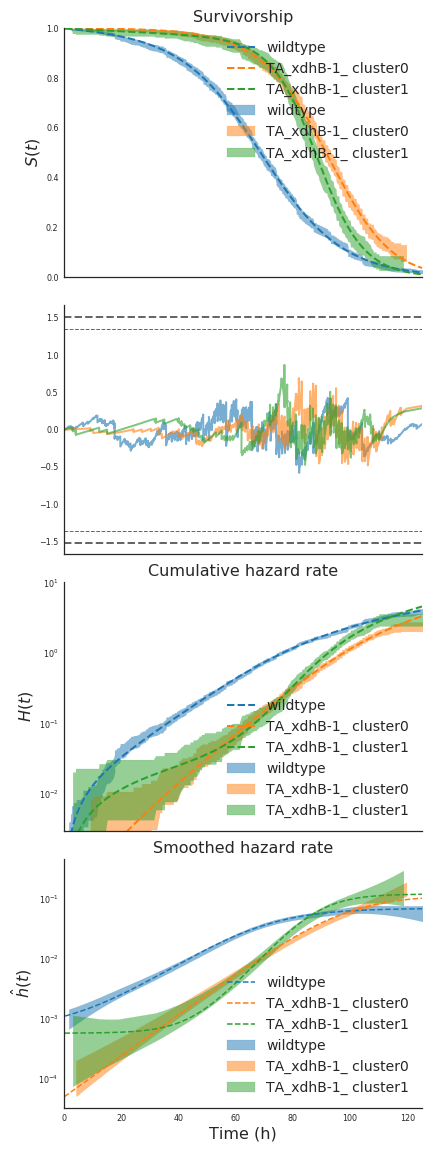 Survivorship
1.0
0.8
0.6
0.4
0.2
0.0
S(t)
wildtype
TA_xdhB-1_ cluster0
TA_xdhB-1_ cluster1
wildtype
TA_xdhB-1_ cluster0
TA_xdhB-1_ cluster1
1.5
1.0
0.5
0.0
−0.5
−1.0
−1.5
Cumulative hazard rate
10¹
10⁰
10⁻¹
10⁻²
H(t)
wildtype
TA_xdhB-1_ cluster0
TA_xdhB-1_ cluster1
wildtype
TA_xdhB-1_ cluster0
TA_xdhB-1_ cluster1
Smoothed hazard rate
10⁻¹
10⁻²
10⁻³
10⁻⁴
ĥ(t)
wildtype
TA_xdhB-1_ cluster0
TA_xdhB-1_ cluster1
wildtype
TA_xdhB-1_ cluster0
TA_xdhB-1_ cluster1
0 20 40 60 80 100 120
Time (h)